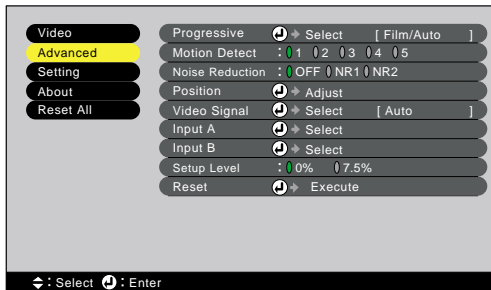 Video
Advanced
Setting
About
Reset All
Progressive Select [ Film/Auto ]
Motion Detect : 1 2 3 4 5
Noise Reduction : OFF NR1 NR2
Position Adjust
Video Signal Select [ Auto ]
Input A Select
Input B Select
Setup Level : 0% 7.5%
Reset Execute
: Select : Enter